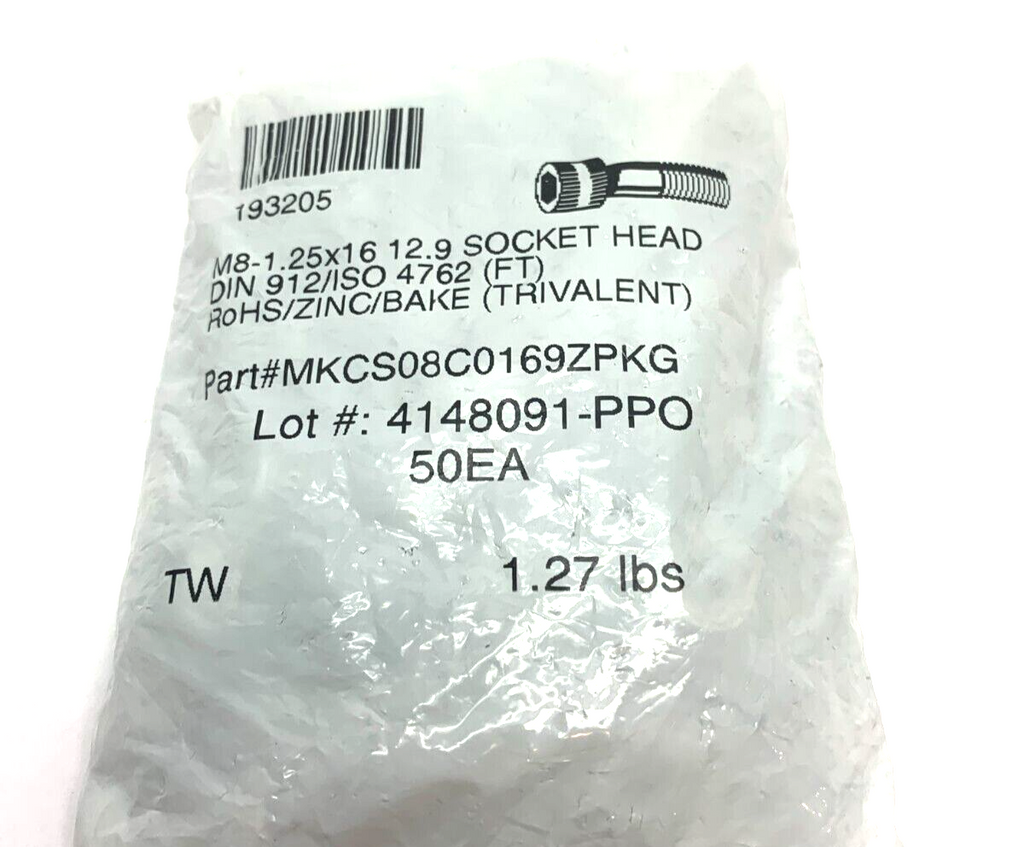 193205
M8-1.25x16 12.9 SOCKET HEAD
DIN 912/ISO 4762 (FT)
RoHS/ZINC/BAKE (TRIVALENT)
Part#MKCS08C0169ZPKG
Lot #: 4148091-PPO
50EA
TW 1.27 lbs